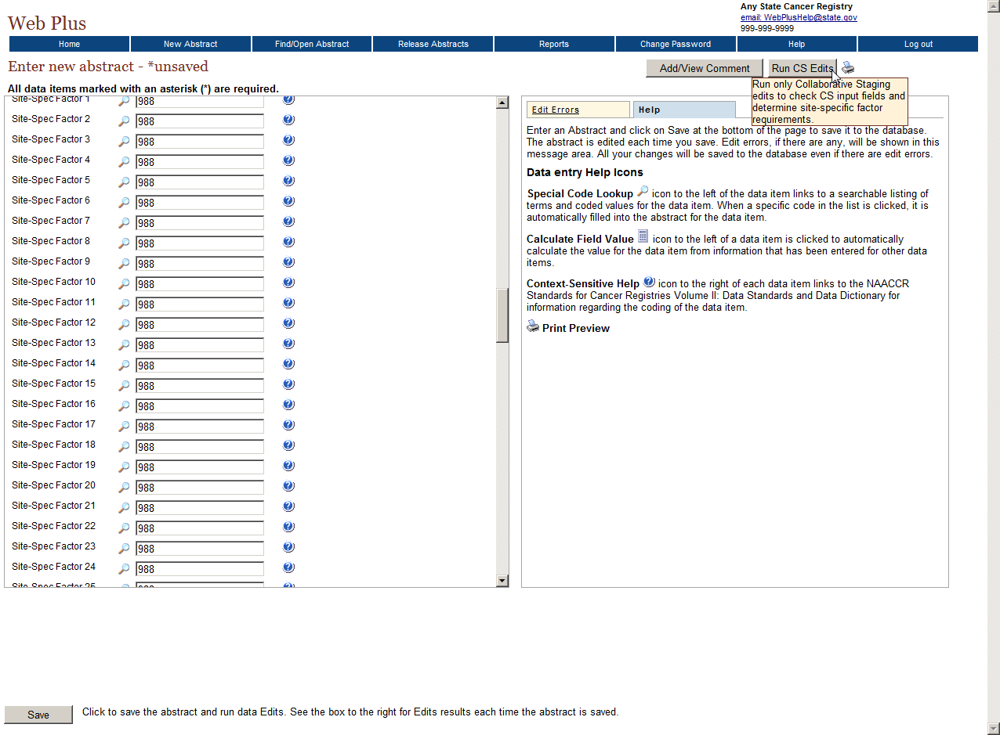 Any State Cancer Registry
Web Plus
email: WebPlusHelp@state.gov
999-999-9999
Home
New Abstract
Find/Open Abstract
Release Abstracts
Reports
Change Password
Help
Log out
Enter new abstract - *unsaved
Add/View Comment
Run CS Edits
All data items marked with an asterisk (*) are required.
Run only Collaborative Staging
edits to check CS input fields and
determine site-specific factor
requirements.
Site-Spec Factor 1 988
Site-Spec Factor 2 988
Site-Spec Factor 3 988
Site-Spec Factor 4 988
Site-Spec Factor 5 988
Site-Spec Factor 6 988
Site-Spec Factor 7 988
Site-Spec Factor 8 988
Site-Spec Factor 9 988
Site-Spec Factor 10 988
Site-Spec Factor 11 988
Site-Spec Factor 12 988
Site-Spec Factor 13 988
Site-Spec Factor 14 988
Site-Spec Factor 15 988
Site-Spec Factor 16 988
Site-Spec Factor 17 988
Site-Spec Factor 18 988
Site-Spec Factor 19 988
Site-Spec Factor 20 988
Site-Spec Factor 21 988
Site-Spec Factor 22 988
Site-Spec Factor 23 988
Site-Spec Factor 24 988
Site-Spec Factor 25 988
Edit Errors
Help
Enter an Abstract and click on Save at the bottom of the page to save it to the database.
The abstract is edited each time you save. Edit errors, if there are any, will be shown in this
message area. All your changes will be saved to the database even if there are edit errors.
Data entry Help Icons
Special Code Lookup icon to the left of the data item links to a searchable listing of
terms and coded values for the data item. When a specific code in the list is clicked, it is
automatically filled into the abstract for the data item.
Calculate Field Value icon to the left of a data item is clicked to automatically
calculate the value for the data item from information that has been entered for other data
items.
Context-Sensitive Help icon to the right of each data item links to the NAACCR
Standards for Cancer Registries Volume II: Data Standards and Data Dictionary for
information regarding the coding of the data item.
Print Preview
Save
Click to save the abstract and run data Edits. See the box to the right for Edits results each time the abstract is saved.